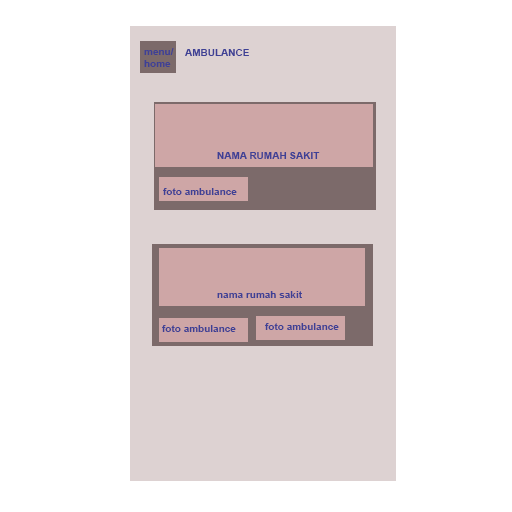 menu/
home
AMBULANCE
NAMA RUMAH SAKIT
foto ambulance
nama rumah sakit
foto ambulance
foto ambulance